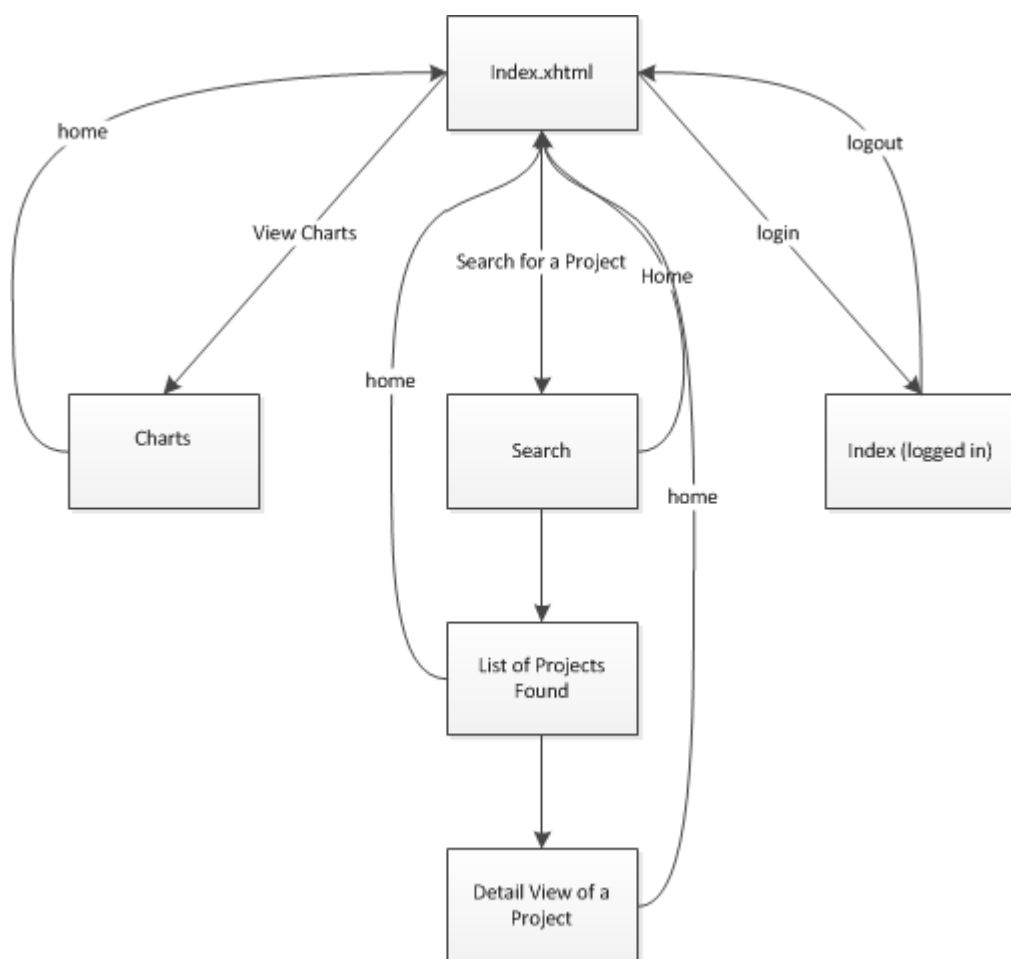 Index.xhtml
home
logout
View Charts
login
Search for a Project
Home
home
Charts
Search
Index (logged in)
home
List of Projects
Found
Detail View of a
Project